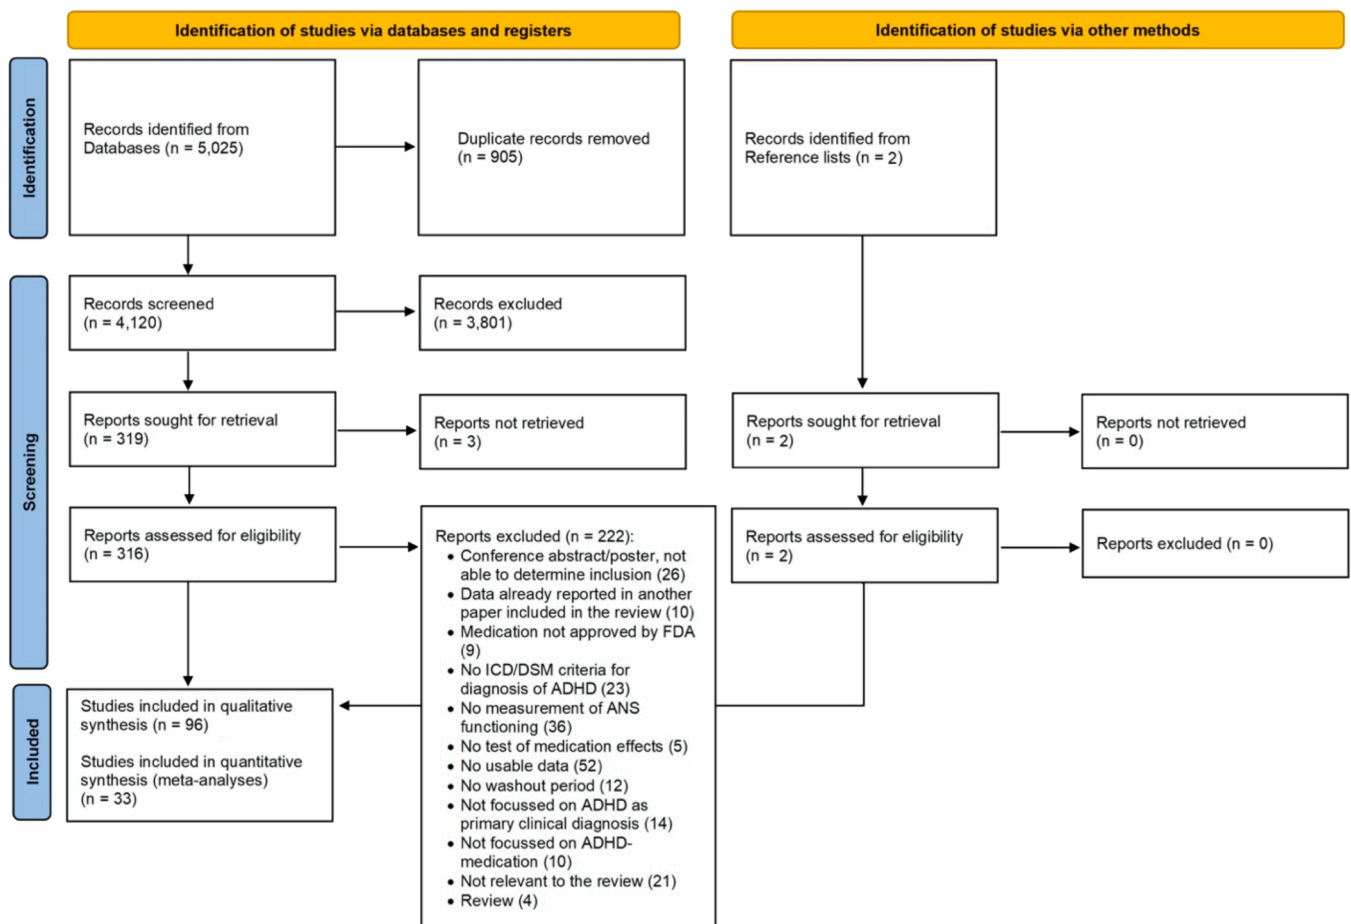 Identification of studies via databases and registers
Identification of studies via other methods
Identification
Records identified from
Databases (n = 5,025)
Duplicate records removed
(n = 905)
Records identified from
Reference lists (n = 2)
Screening
Records screened
(n = 4,120)
Records excluded
(n = 3,801)
Reports sought for retrieval
(n = 319)
Reports not retrieved
(n = 3)
Reports sought for retrieval
(n = 2)
Reports not retrieved
(n = 0)
Reports assessed for eligibility
(n = 316)
Reports excluded (n = 222):
• Conference abstract/poster, not
able to determine inclusion (26)
• Data already reported in another
paper included in the review (10)
• Medication not approved by FDA
(9)
• No ICD/DSM criteria for
diagnosis of ADHD (23)
• No measurement of ANS
functioning (36)
• No test of medication effects (5)
• No usable data (52)
• No washout period (12)
• Not focussed on ADHD as
primary clinical diagnosis (14)
• Not focussed on ADHD-
medication (10)
• Not relevant to the review (21)
• Review (4)
Reports assessed for eligibility
(n = 2)
Reports excluded (n = 0)
Included
Studies included in qualitative
synthesis (n = 96)
Studies included in quantitative
synthesis (meta-analyses)
(n = 33)